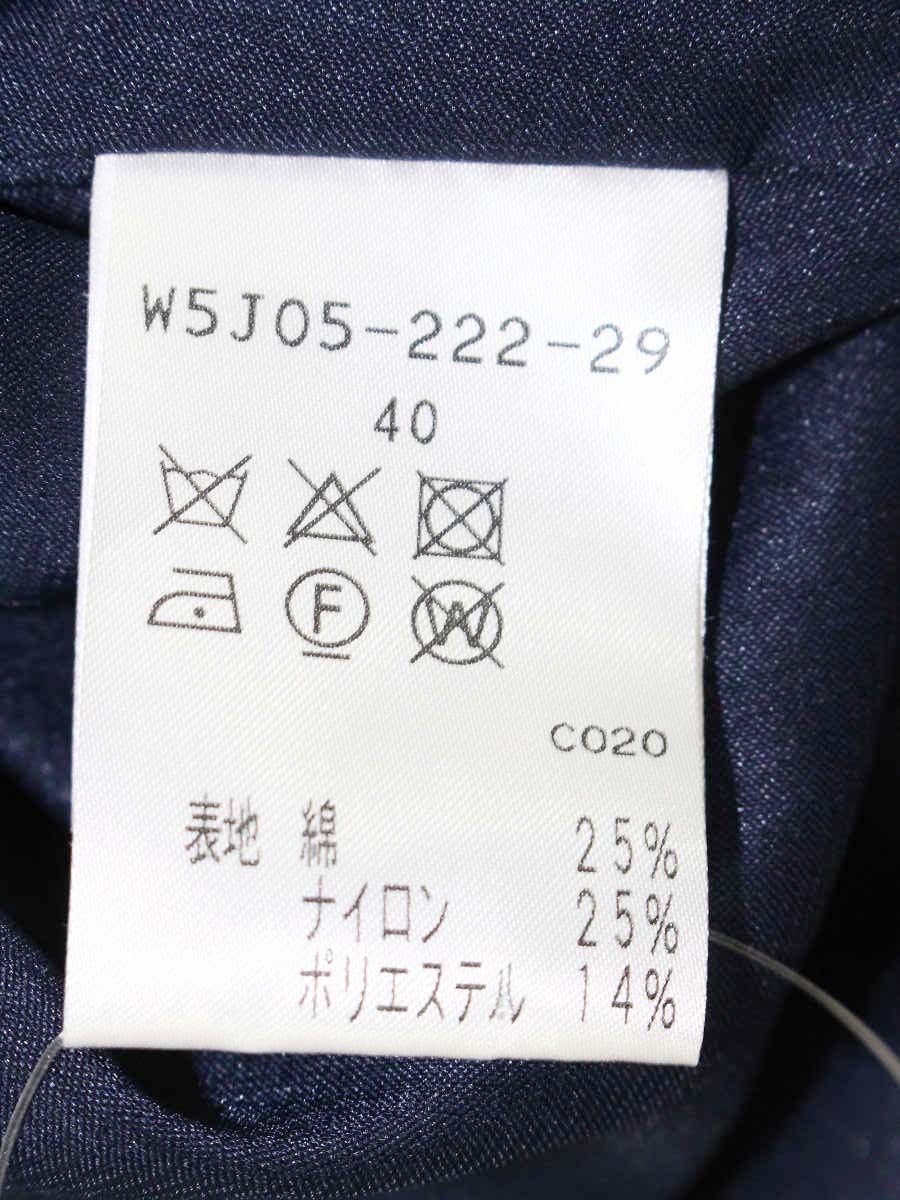 W5J05-222-29
40
F W
C020
表地 綿 25%
ナイロン 25%
ポリエステル 14%